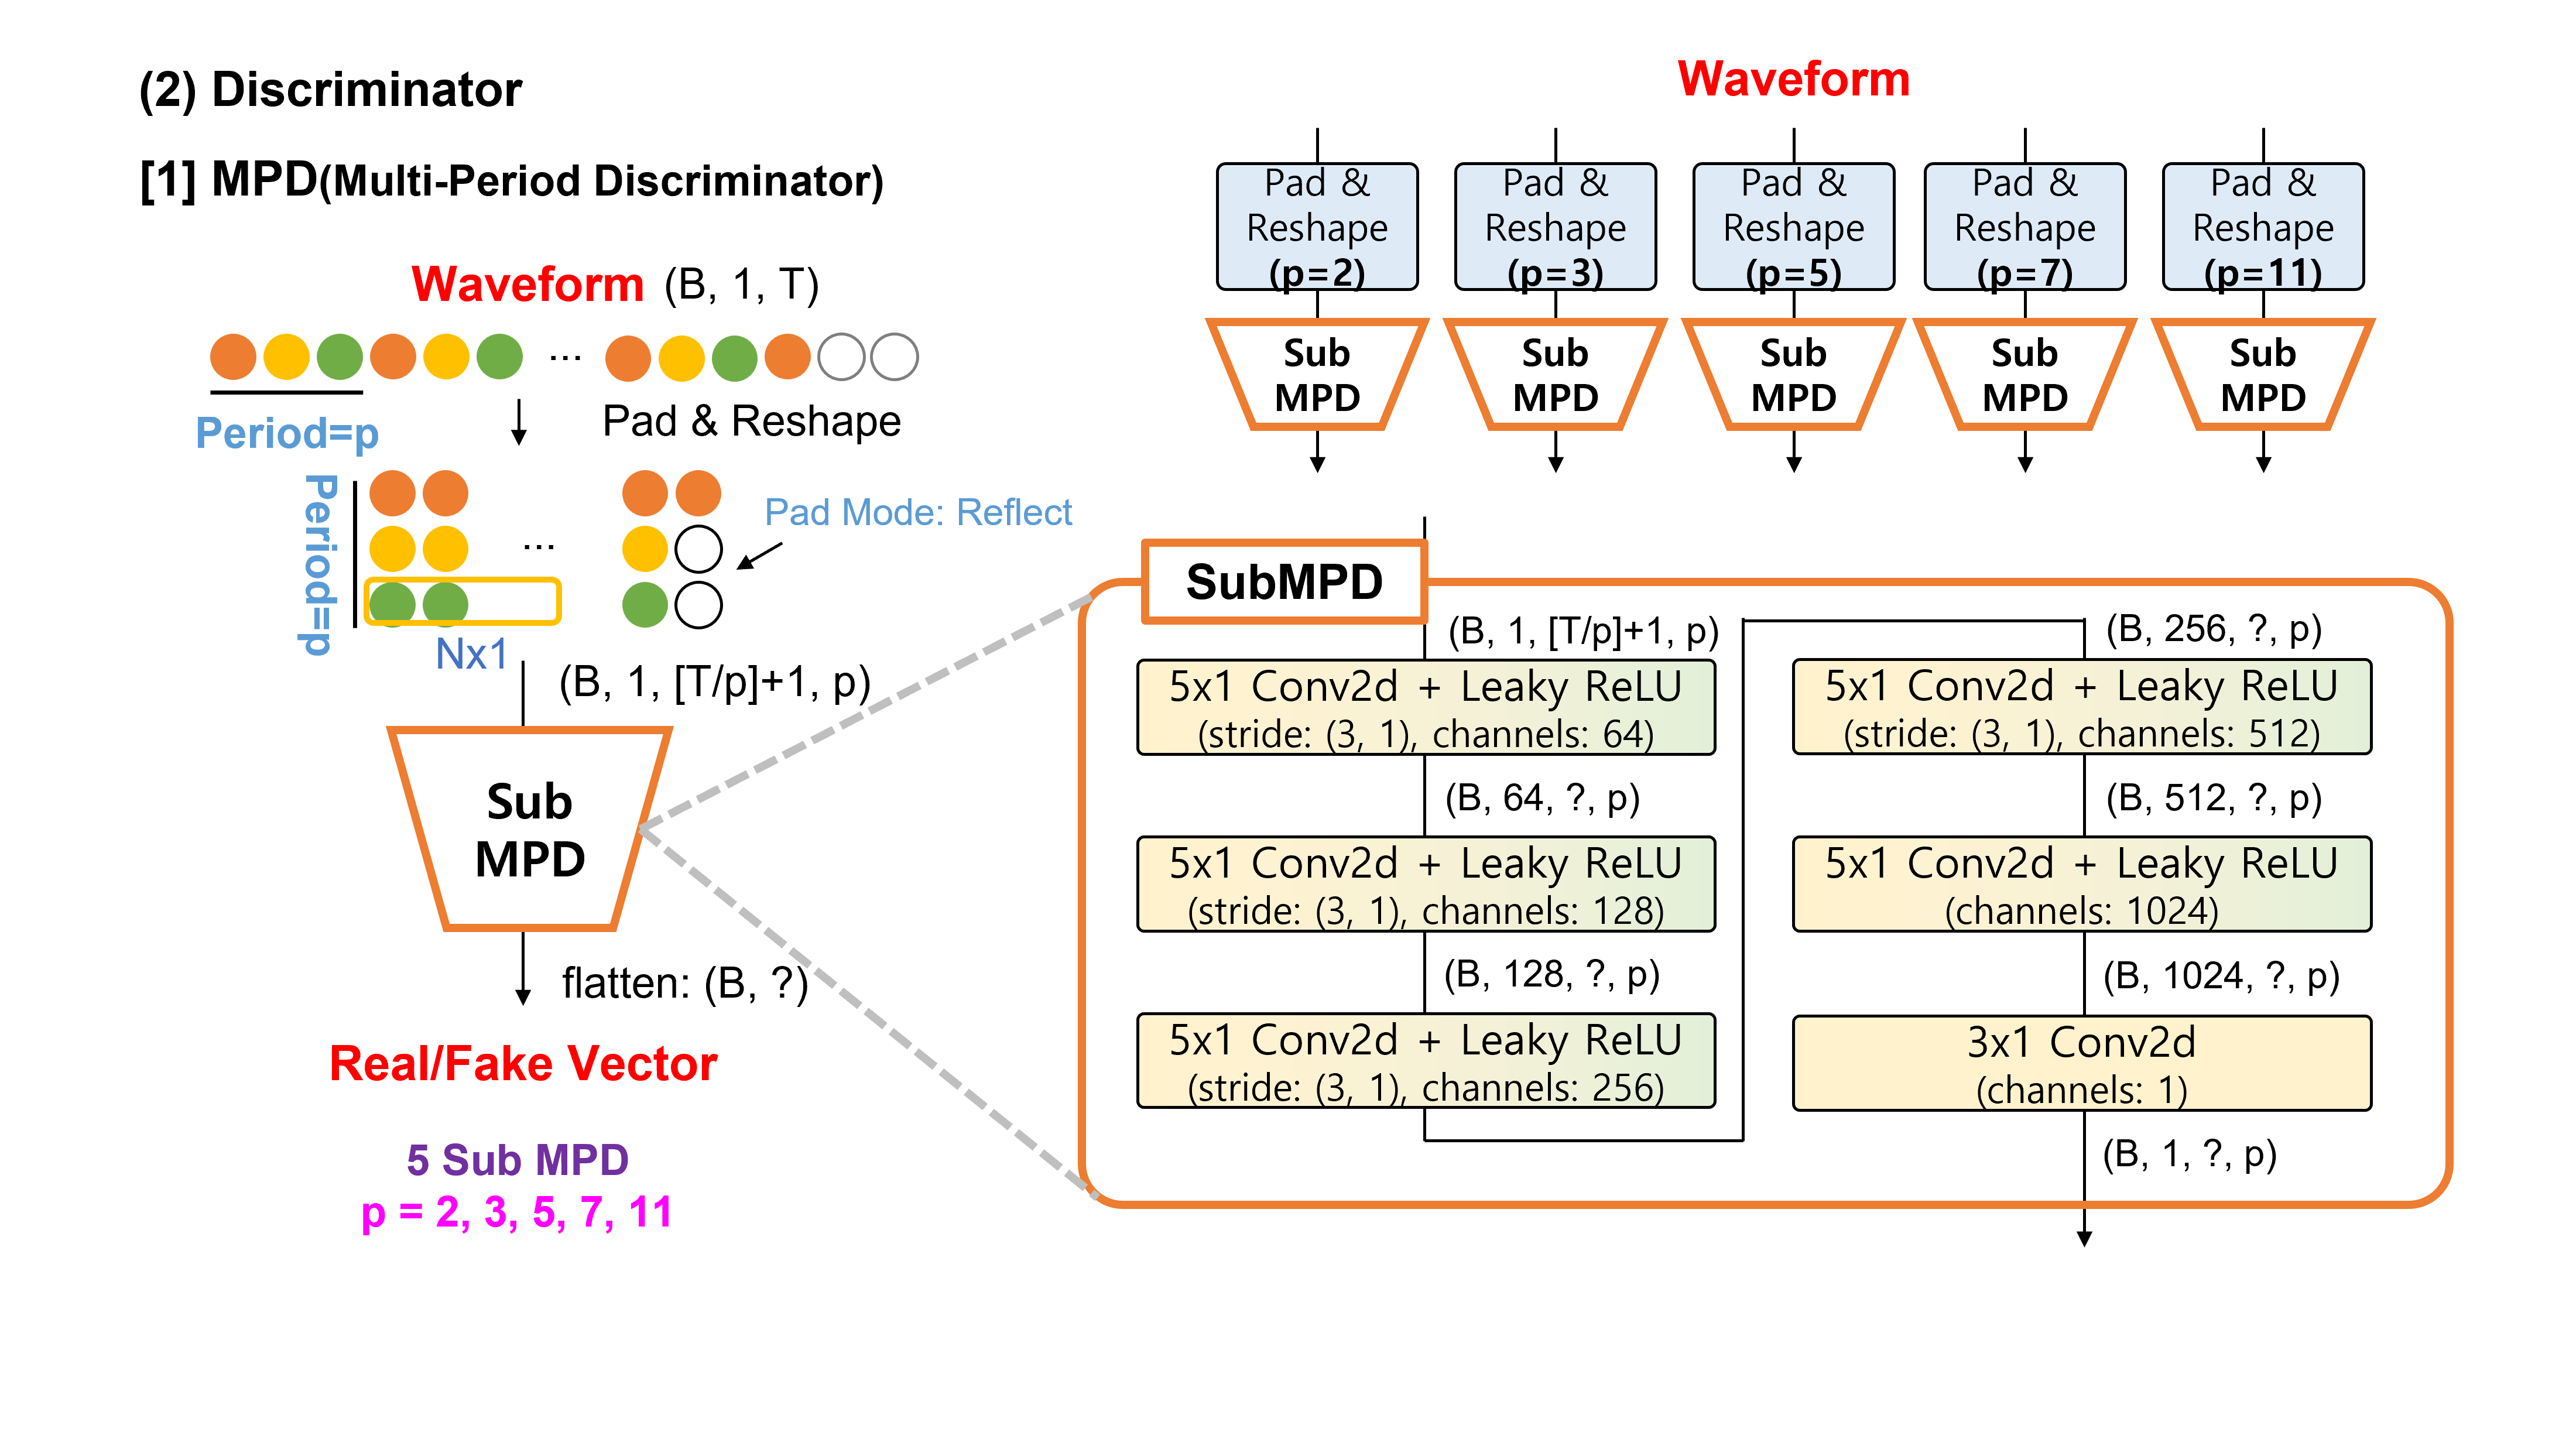 (2) Discriminator
[1] MPD(Multi-Period Discriminator)
Waveform (B, 1, T)
...
Period=p
Pad & Reshape
Period=p
...
Pad Mode: Reflect
Nx1
(B, 1, [T/p]+1, p)
Sub
MPD
flatten: (B, ?)
Real/Fake Vector
5 Sub MPD
p = 2, 3, 5, 7, 11
Waveform
Pad &
Reshape
(p=2)
Pad &
Reshape
(p=3)
Pad &
Reshape
(p=5)
Pad &
Reshape
(p=7)
Pad &
Reshape
(p=11)
Sub
MPD
Sub
MPD
Sub
MPD
Sub
MPD
Sub
MPD
SubMPD
(B, 1, [T/p]+1, p)
5x1 Conv2d + Leaky ReLU
(stride: (3, 1), channels: 64)
(B, 64, ?, p)
5x1 Conv2d + Leaky ReLU
(stride: (3, 1), channels: 128)
(B, 128, ?, p)
5x1 Conv2d + Leaky ReLU
(stride: (3, 1), channels: 256)
(B, 256, ?, p)
5x1 Conv2d + Leaky ReLU
(stride: (3, 1), channels: 512)
(B, 512, ?, p)
5x1 Conv2d + Leaky ReLU
(channels: 1024)
(B, 1024, ?, p)
3x1 Conv2d
(channels: 1)
(B, 1, ?, p)